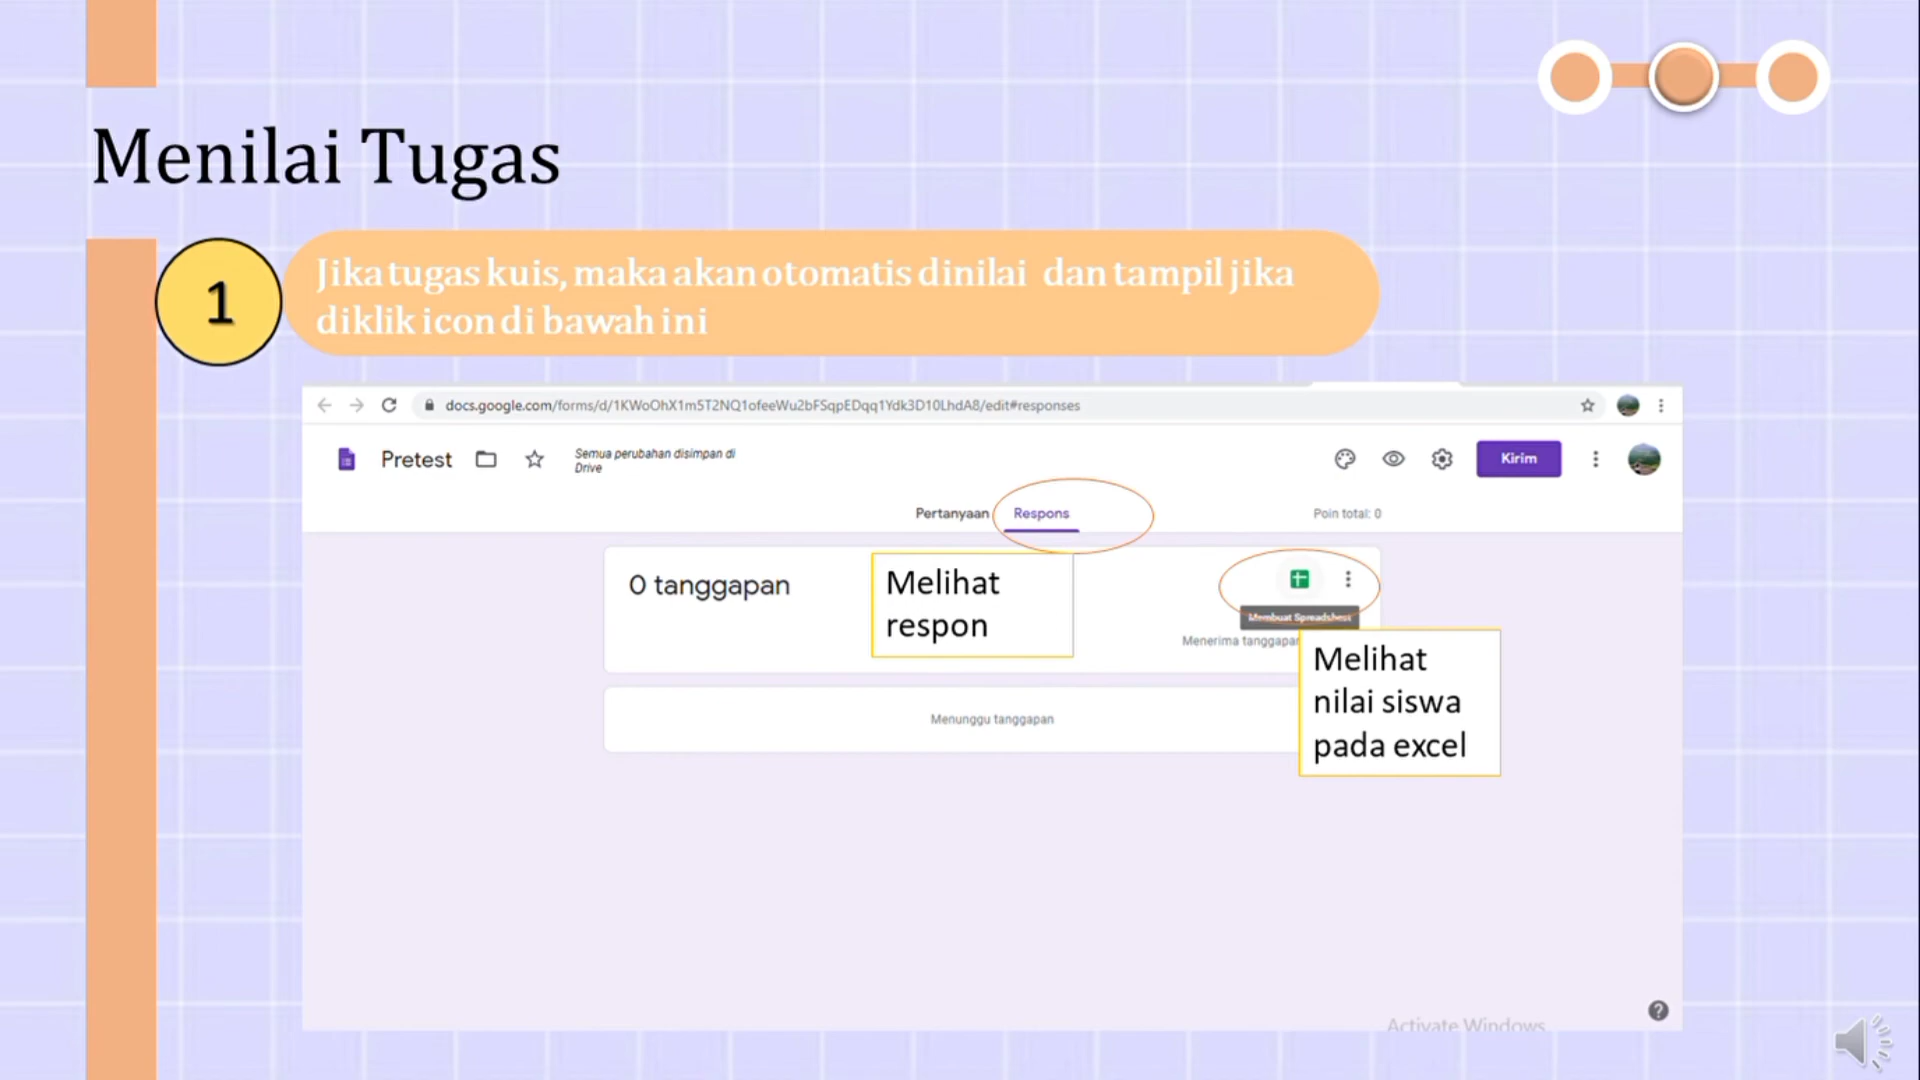 Menilai Tugas
1
Jika tugas kuis, maka akan otomatis dinilai dan tampil jika
diklik icon di bawah ini
docs.google.com/forms/d/1KWoOhX1m5T2NQ1ofeeWu2bFSqpEDqq1Ydk3D10LhdA8/edit#responses
Pretest
Semua perubahan disimpan di
Drive
Kirim
Pertanyaan
Respons
Poin total: 0
0 tanggapan
Melihat
respon
Membuat Spreadsheet
Menerima tanggapan
Melihat
nilai siswa
pada excel
Menunggu tanggapan
Activate Windows